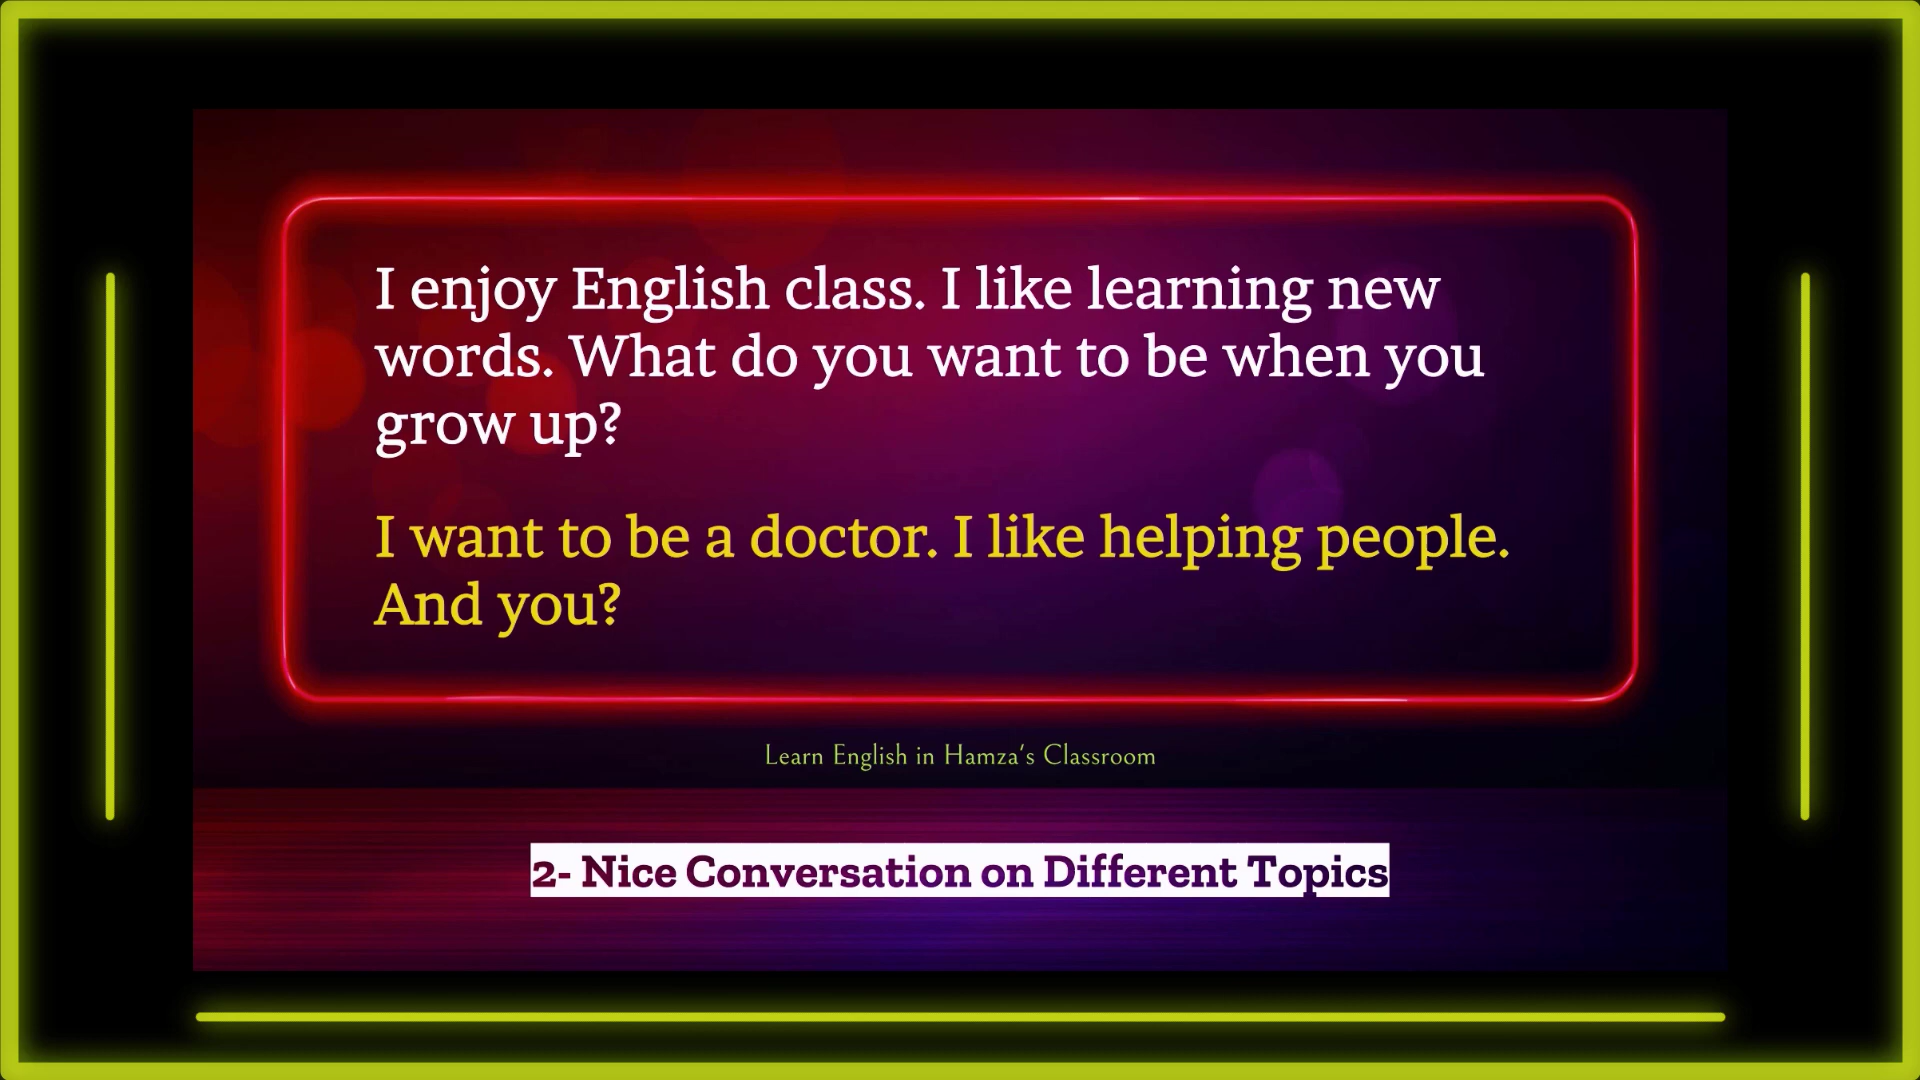 I enjoy English class. I like learning new
words. What do you want to be when you
grow up?
I want to be a doctor. I like helping people.
And you?
Learn English in Hamza's Classroom
2- Nice Conversation on Different Topics